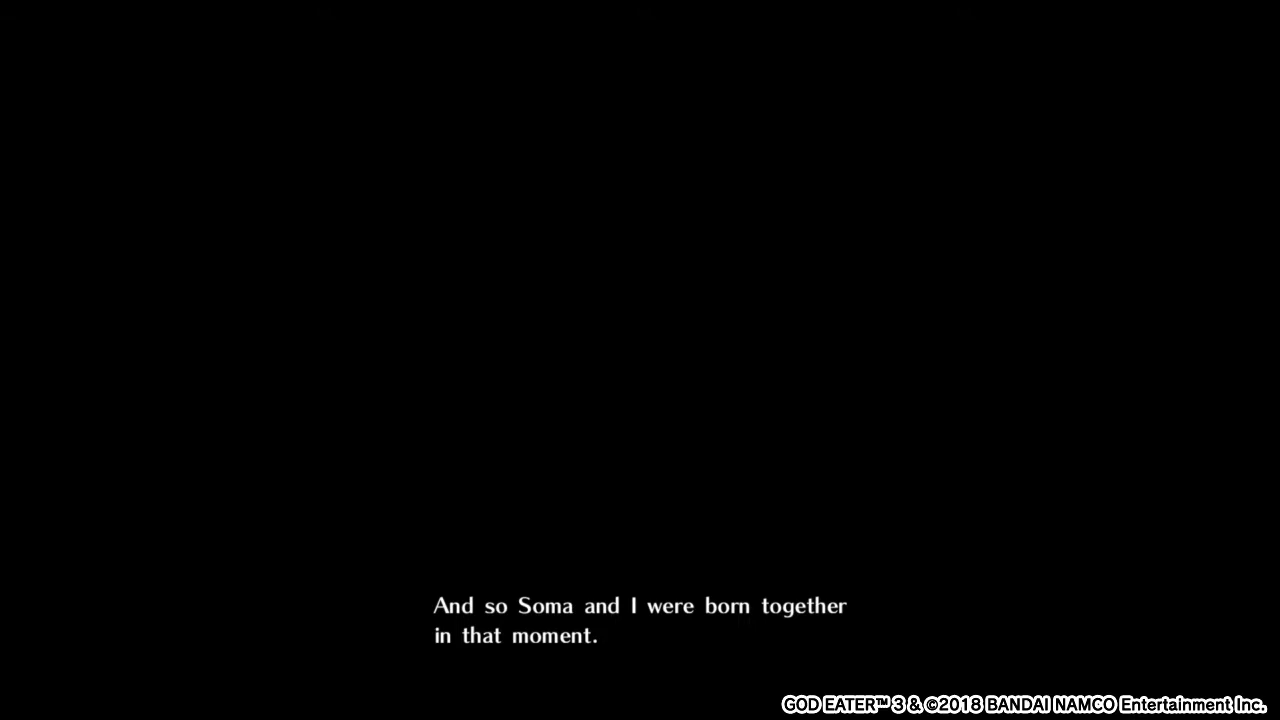 And so Soma and I were born together
in that moment.
GOD EATER™ 3 & ©2018 BANDAI NAMCO Entertainment Inc.